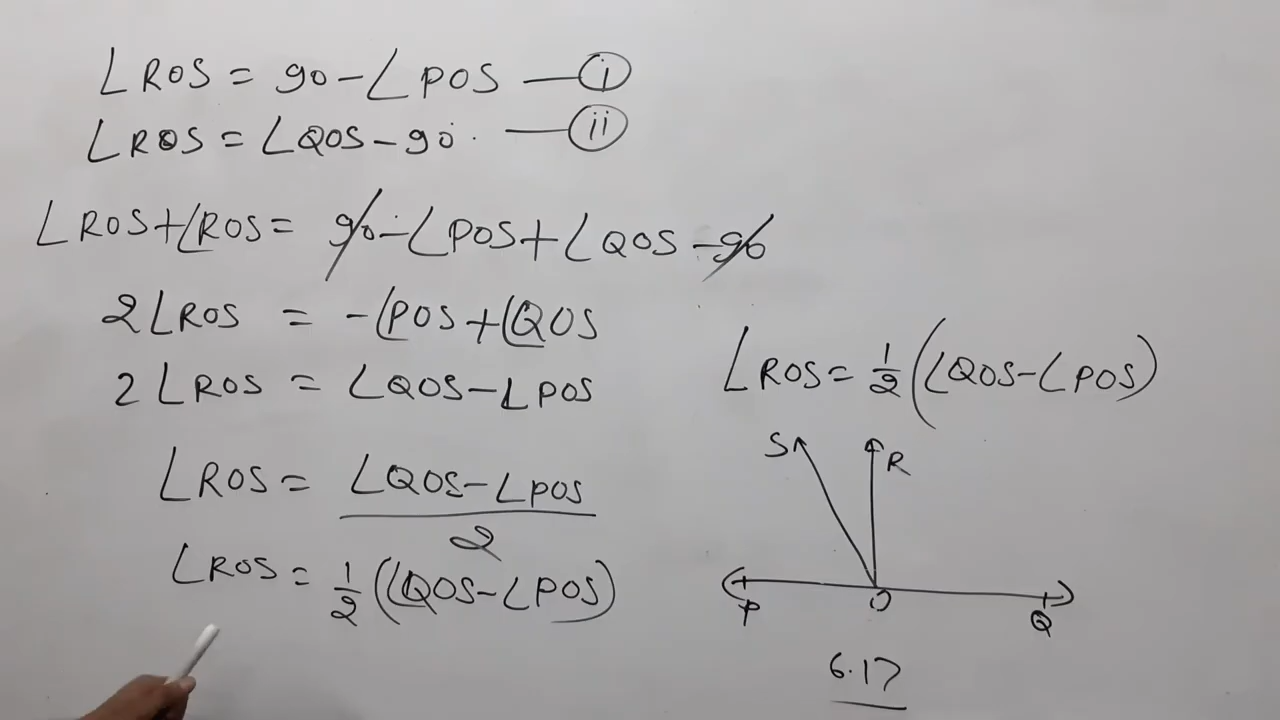 ∠ROS = 90 - ∠POS — (i)
∠ROS = ∠QOS - 90° — (ii)
∠ROS + ∠ROS = 90 - ∠POS + ∠QOS - 90
2∠ROS = -∠POS + ∠QOS
2∠ROS = ∠QOS - ∠POS
∠ROS = (∠QOS - ∠POS)/2
∠ROS = 1/2 (∠QOS - ∠POS)
∠ROS = 1/2 (∠QOS - ∠POS)
S R
P O Q
6.17